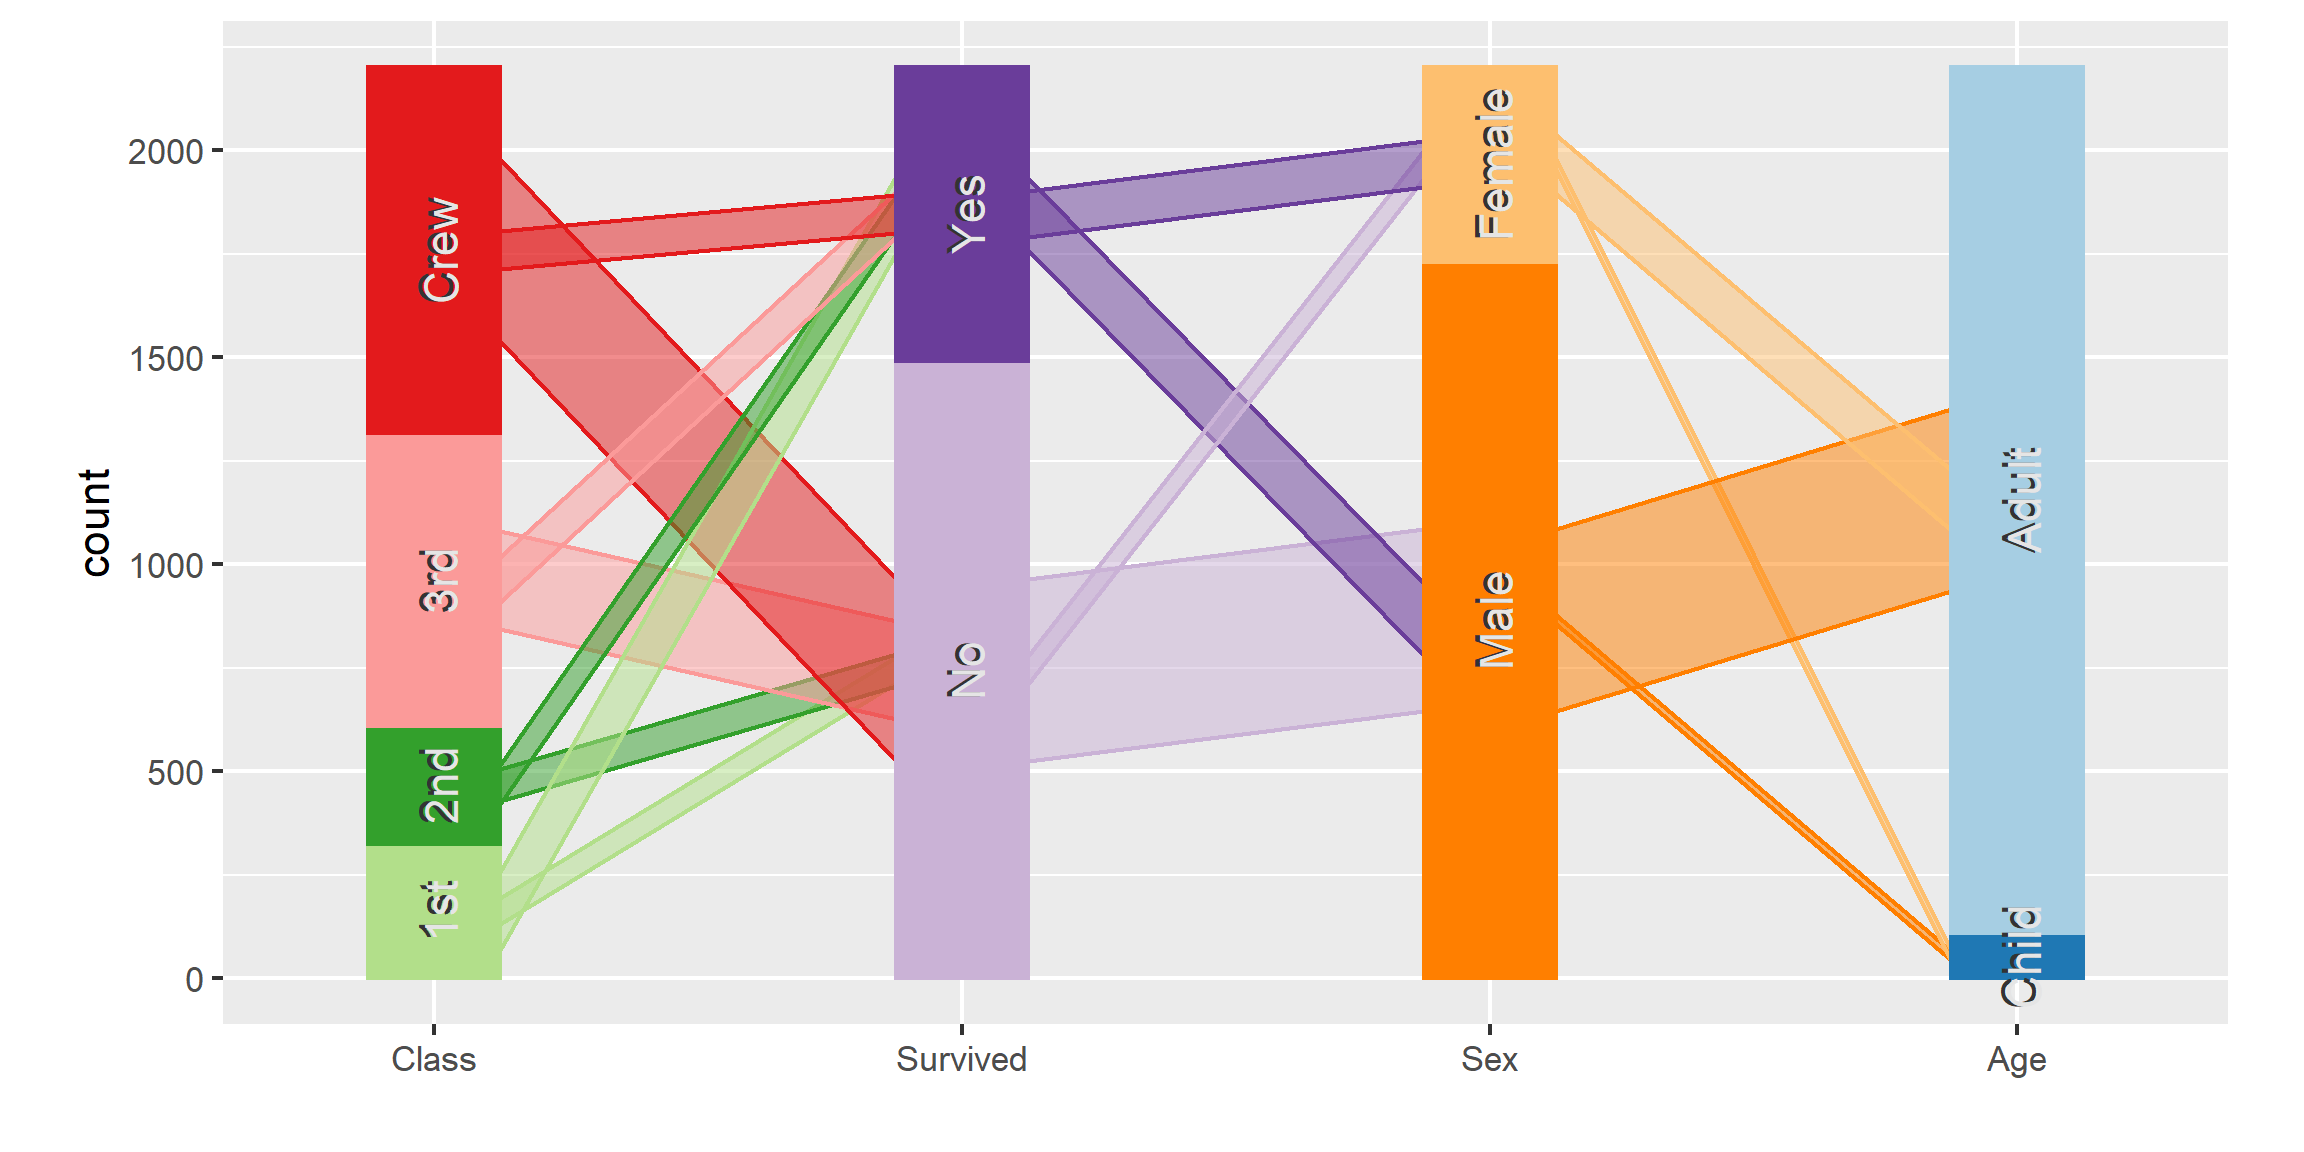 count
2000
1500
1000
500
0
Crew
3rd
2nd
1st
Yes
No
Female
Male
Adult
Child
Class
Survived
Sex
Age